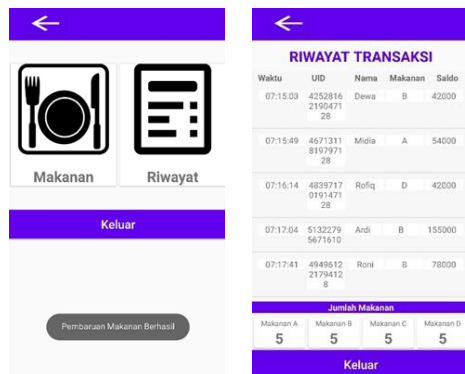 Makanan
Riwayat
Keluar
Pembaruan Makanan Berhasil
RIWAYAT TRANSAKSI
Waktu UID Nama Makanan Saldo
07:15:03 4252816 Dewa B 42000
2190471
28
07:15:49 4671311 Midia A 54000
8197971
28
07:16:14 4839717 Rofiq D 42000
0191471
28
07:17:04 5132279 Ardi B 155000
5671610
07:17:41 4949612 Roni B 78000
2179412
8
Jumlah Makanan
Makanan A Makanan B Makanan C Makanan D
5 5 5 5
Keluar